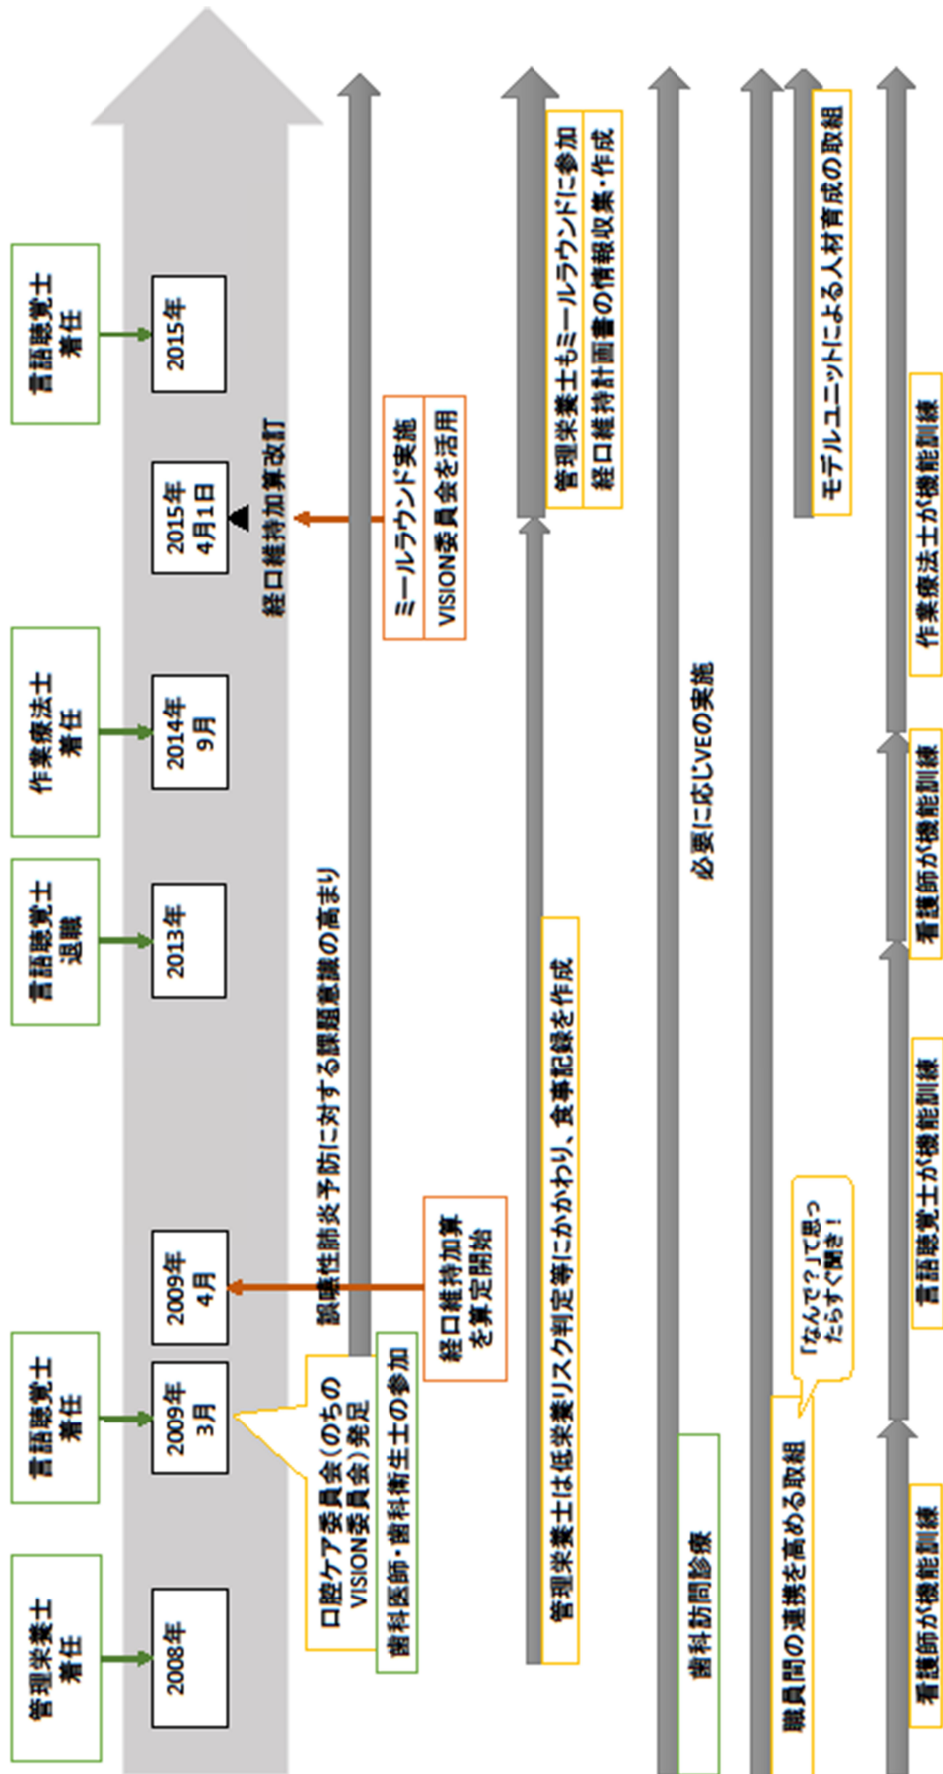 管理栄養士
着任
言語聴覚士
着任
言語聴覚士
退職
作業療法士
着任
言語聴覚士
着任
2008年
2009年
3月
2009年
4月
2013年
2014年
9月
2015年
4月1日
2015年
経口維持加算改訂
口腔ケア委員会(のちの
VISION委員会)発足
歯科医師・歯科衛生士の参加
誤嚥性肺炎予防に対する課題意識の高まり
経口維持加算
を算定開始
ミールラウンド実施
VISION委員会を活用
管理栄養士は低栄養リスク判定等にかかわり、食事記録を作成
管理栄養士もミールラウンドに参加
経口維持計画書の情報収集・作成
歯科訪問診療
必要に応じVEの実施
職員間の連携を高める取組
「なんで?」て思っ
たらすぐ聞き!
モデルユニットによる人材育成の取組
看護師が機能訓練
言語聴覚士が機能訓練
看護師が機能訓練
作業療法士が機能訓練